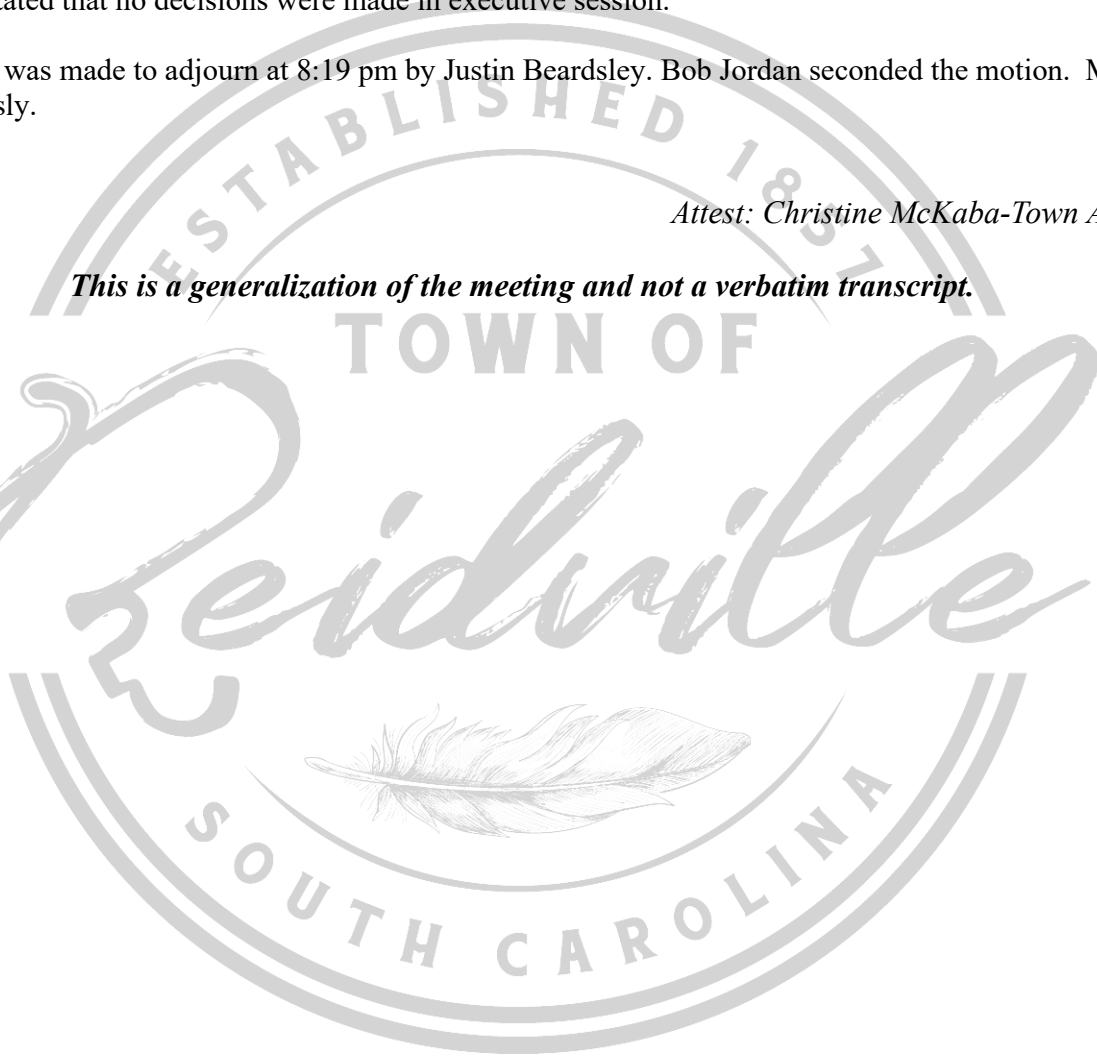 tated that no decisions were made in executive session.
was made to adjourn at 8:19 pm by Justin Beardsley. Bob Jordan seconded the motion. M
sly.
ESTABLISHED 1857
Attest: Christine McKaba-Town A
This is a generalization of the meeting and not a verbatim transcript.
TOWN OF
Reidville
SOUTH CAROLINA